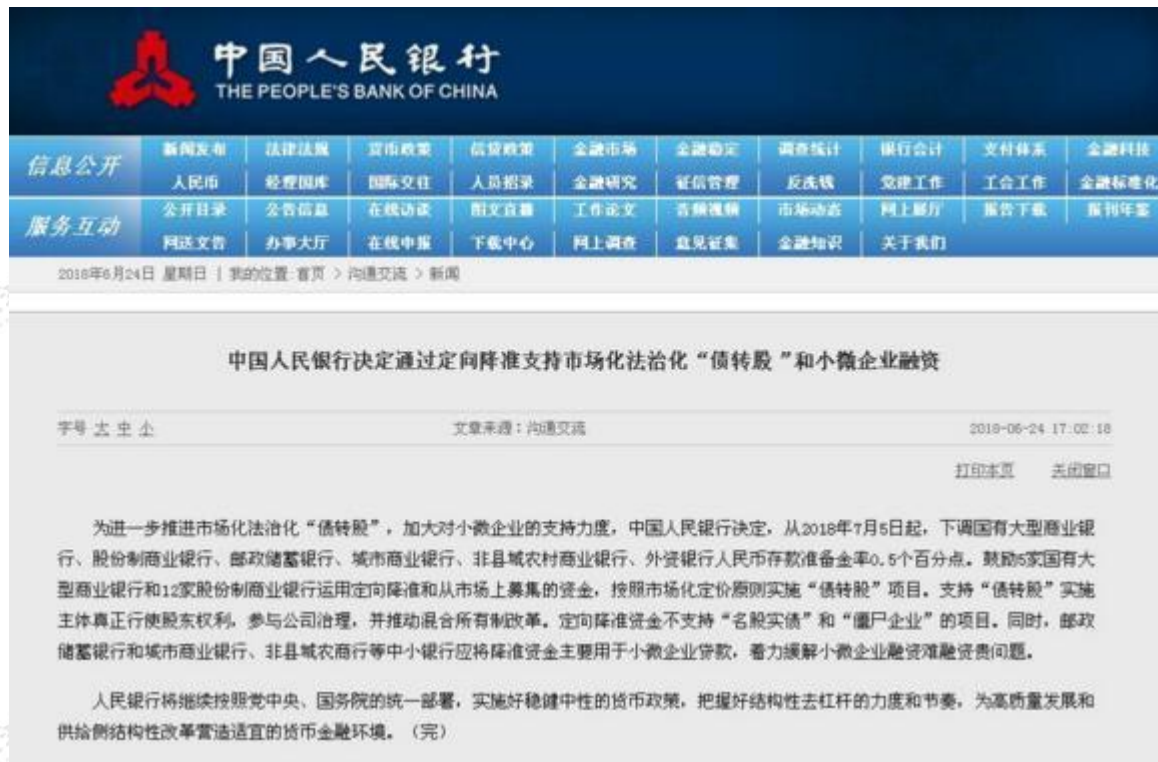 中国人民银行
THE PEOPLE'S BANK OF CHINA
信息公开
新闻发布 法律法规 货币政策 信贷政策 金融市场 金融稳定 调查统计 银行会计 支付体系 金融科技
人民币 经理国库 国际交往 人员招录 金融研究 征信管理 反洗钱 党建工作 工会工作 金融标准化
服务互动
公开目录 公告信息 在线访谈 图文直播 工作论文 音频视频 市场动态 网上展厅 报告下载 报刊年鉴
网送文告 办事大厅 在线申报 下载中心 网上调查 意见征集 金融知识 关于我们
2018年6月24日 星期日 | 我的位置:首页 > 沟通交流 > 新闻
中国人民银行决定通过定向降准支持市场化法治化“债转股”和小微企业融资
字号 大 中 小 文章来源:沟通交流 2018-06-24 17:02:18
打印本页 关闭窗口
为进一步推进市场化法治化“债转股”,加大对小微企业的支持力度,中国人民银行决定,从2018年7月5日起,下调国有大型商业银
行、股份制商业银行、邮政储蓄银行、城市商业银行、非县域农村商业银行、外资银行人民币存款准备金率0.5个百分点。鼓励5家国有大
型商业银行和12家股份制商业银行运用定向降准和从市场上募集的资金,按照市场化定价原则实施“债转股”项目。支持“债转股”实施
主体真正行使股东权利,参与公司治理,并推动混合所有制改革。定向降准资金不支持“名股实债”和“僵尸企业”的项目。同时,邮政
储蓄银行和城市商业银行、非县域农商行等中小银行应将降准资金主要用于小微企业贷款,着力缓解小微企业融资难融资贵问题。
人民银行将继续按照党中央、国务院的统一部署,实施好稳健中性的货币政策,把握好结构性去杠杆的力度和节奏,为高质量发展和
供给侧结构性改革营造适宜的货币金融环境。(完)